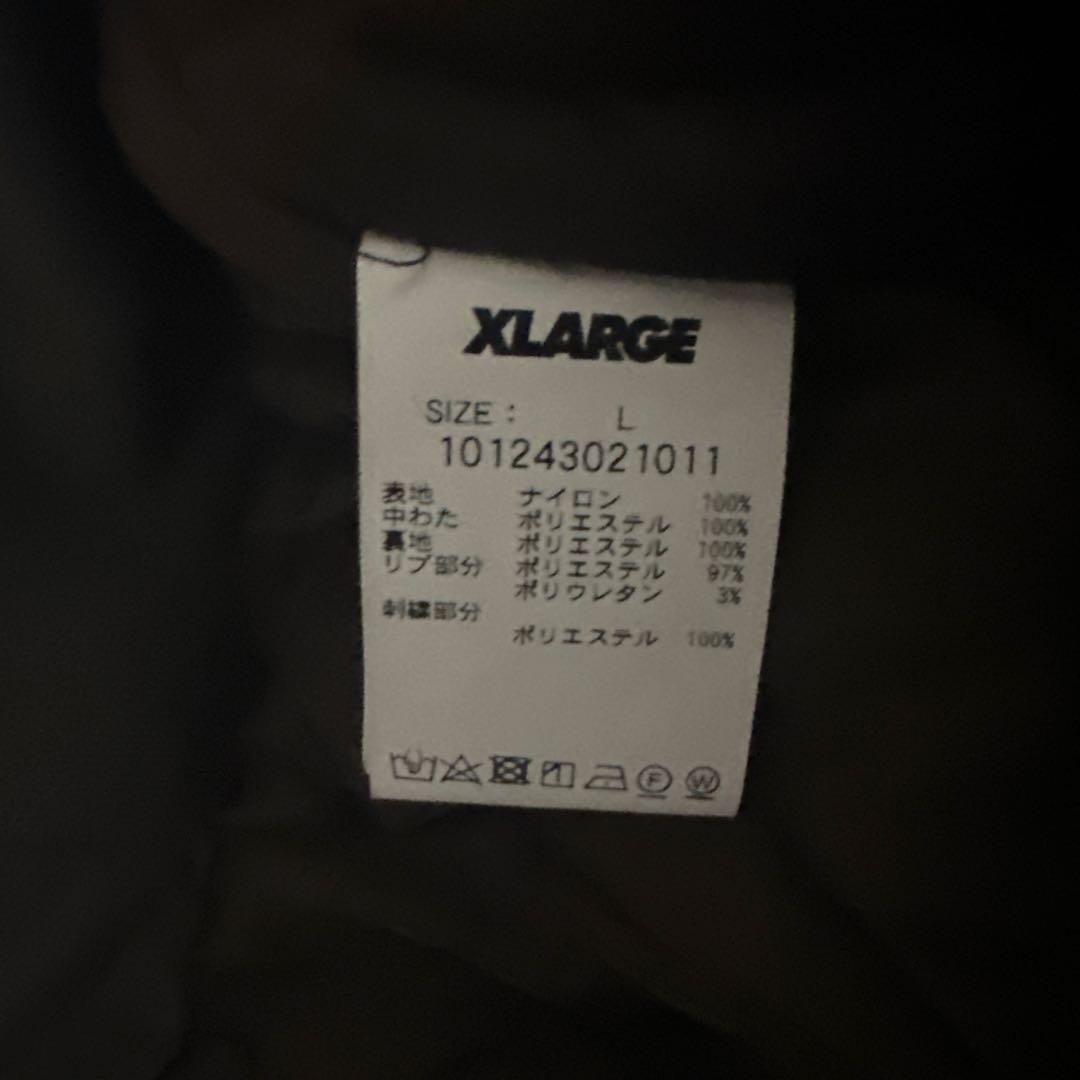 XLARGE
SIZE : L
101243021011
表地 ナイロン 100%
中わた ポリエステル 100%
裏地 ポリエステル 100%
リブ部分 ポリエステル 97%
ポリウレタン 3%
刺繍部分
ポリエステル 100%
F W